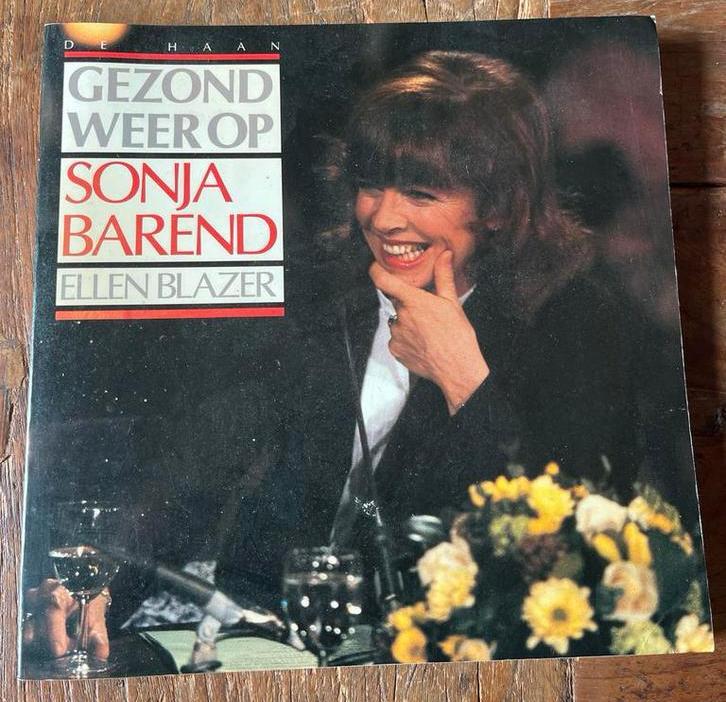 DE HAAN
GEZOND
WEER OP
SONJA
BAREND
ELLEN BLAZER